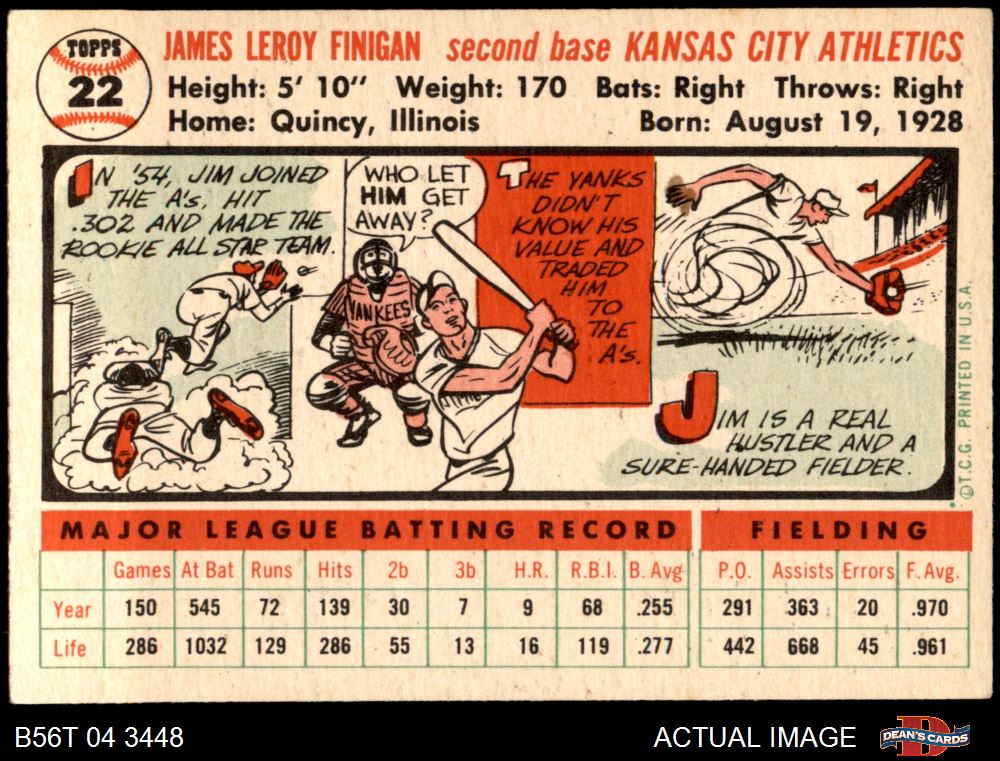 TOPPS
22
JAMES LEROY FINIGAN second base KANSAS CITY ATHLETICS
Height: 5' 10" Weight: 170 Bats: Right Throws: Right
Home: Quincy, Illinois Born: August 19, 1928
IN '54, JIM JOINED
THE A's, HIT
.302 AND MADE THE
ROOKIE ALL STAR TEAM.
WHO LET
HIM GET
AWAY?
YANKEES
THE YANKS
DIDN'T
KNOW HIS
VALUE AND
TRADED
HIM
TO
THE
A's.
JIM IS A REAL
HUSTLER AND A
SURE-HANDED FIELDER.
©T.C.G. PRINTED IN U.S.A.
MAJOR LEAGUE BATTING RECORD FIELDING
Games At Bat Runs Hits 2b 3b H.R. R.B.I. B. Avg P.O. Assists Errors F. Avg.
Year 150 545 72 139 30 7 9 68 .255 291 363 20 .970
Life 286 1032 129 286 55 13 16 119 .277 442 668 45 .961
B56T 04 3448 ACTUAL IMAGE DEAN'S CARDS